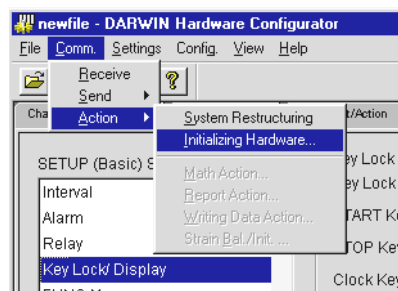 newfile - DARWIN Hardware Configurator
File Comm. Settings Config. View Help
Receive
Send
Action
System Restructuring
Initializing Hardware...
Math Action...
Report Action...
Writing Data Action...
Strain Bal./Init. ...
Cha
t/Action
SETUP (Basic) S
Interval
Alarm
Relay
Key Lock/ Display
ey Lock
ey Lock
TART Ke
TOP Key
Clock Key